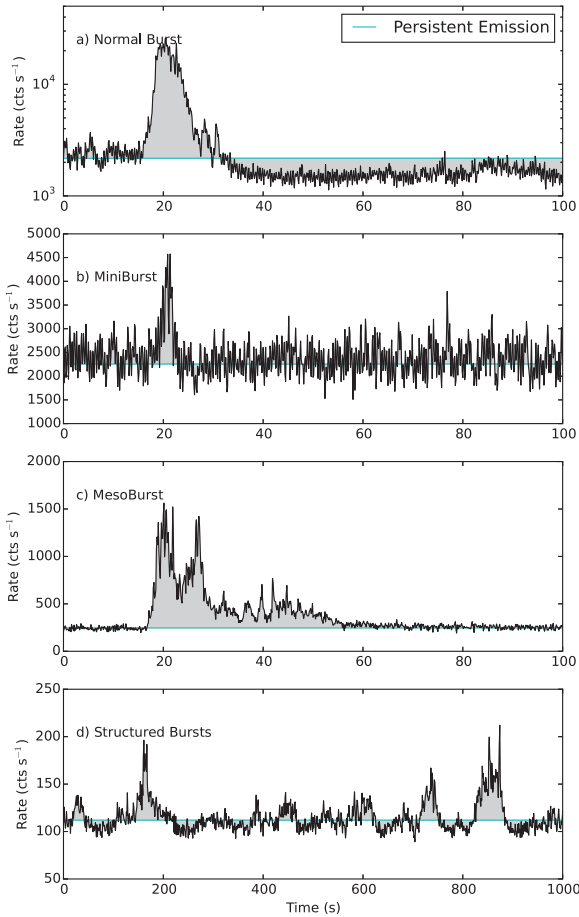 Persistent Emission
a) Normal Burst
Rate (cts s⁻¹)
10⁴
10³
0 20 40 60 80 100
b) MiniBurst
Rate (cts s⁻¹)
5000
4500
4000
3500
3000
2500
2000
1500
1000
0 20 40 60 80 100
c) MesoBurst
Rate (cts s⁻¹)
2000
1500
1000
500
0
0 20 40 60 80 100
d) Structured Bursts
Rate (cts s⁻¹)
250
200
150
100
50
0 200 400 600 800 1000
Time (s)